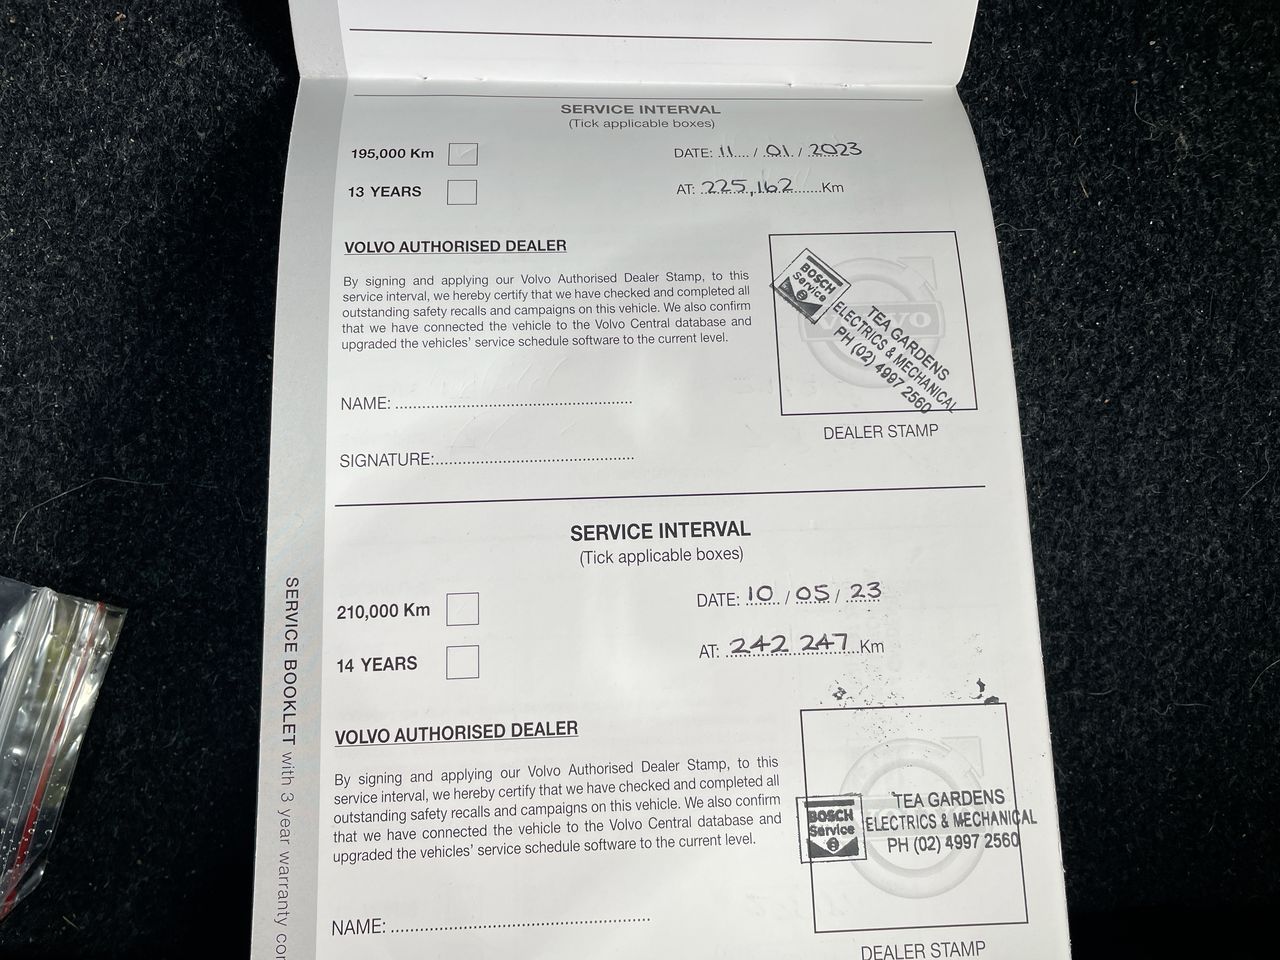 SERVICE INTERVAL
(Tick applicable boxes)
195,000 Km
DATE: 11 / 01 / 2023
13 YEARS
AT: 225,162 Km
VOLVO AUTHORISED DEALER
By signing and applying our Volvo Authorised Dealer Stamp, to this
service interval, we hereby certify that we have checked and completed all
outstanding safety recalls and campaigns on this vehicle. We also confirm
that we have connected the vehicle to the Volvo Central database and
upgraded the vehicles' service schedule software to the current level.
NAME:
SIGNATURE:
BOSCH
Service
VOLVO
TEA GARDENS
ELECTRICS & MECHANICAL
PH (02) 4997 2560
DEALER STAMP
SERVICE INTERVAL
(Tick applicable boxes)
210,000 Km
DATE: 10 / 05 / 23
14 YEARS
AT: 242 247 Km
VOLVO AUTHORISED DEALER
By signing and applying our Volvo Authorised Dealer Stamp, to this
service interval, we hereby certify that we have checked and completed all
outstanding safety recalls and campaigns on this vehicle. We also confirm
that we have connected the vehicle to the Volvo Central database and
upgraded the vehicles' service schedule software to the current level.
NAME:
BOSCH
Service
TEA GARDENS
ELECTRICS & MECHANICAL
PH (02) 4997 2560
DEALER STAMP
SERVICE BOOKLET with 3 year warranty cor